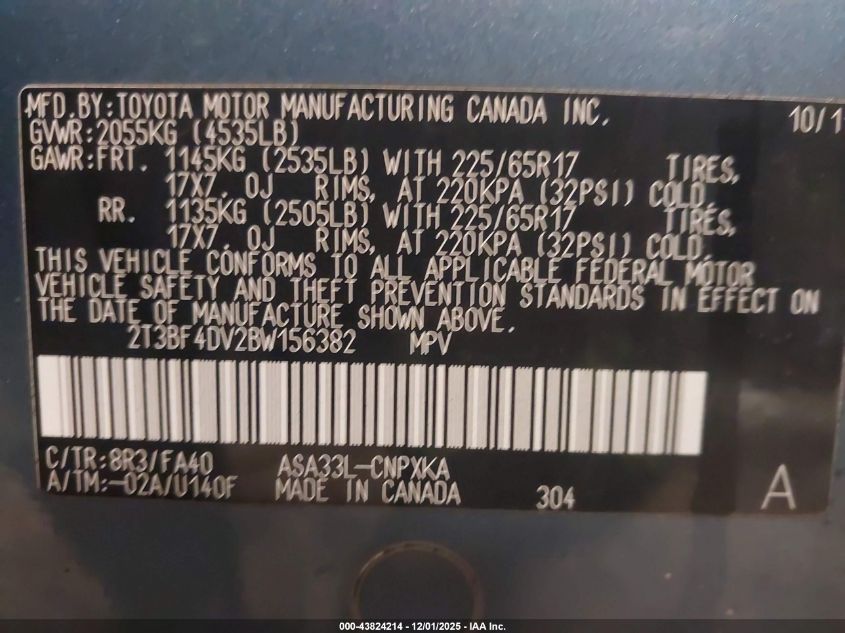 MFD.BY:TOYOTA MOTOR MANUFACTURING CANADA INC. 10/1
GVWR:2055KG (4535LB)
GAWR:FRT. 1145KG (2535LB) WITH 225/65R17 TIRES,
17X7.0J RIMS, AT 220KPA (32PSI) COLD.
RR. 1135KG (2505LB) WITH 225/65R17 TIRES,
17X7.0J RIMS, AT 220KPA (32PSI) COLD.
THIS VEHICLE CONFORMS TO ALL APPLICABLE FEDERAL MOTOR
VEHICLE SAFETY AND THEFT PREVENTION STANDARDS IN EFFECT ON
THE DATE OF MANUFACTURE SHOWN ABOVE.
2T3BF4DV2BW156382 MPV
C/TR:8R3/FA40 ASA33L-CNPXKA
A/TM:-02A/U140F MADE IN CANADA 304 A
000-43824214 - 12/01/2025 - IAA Inc.